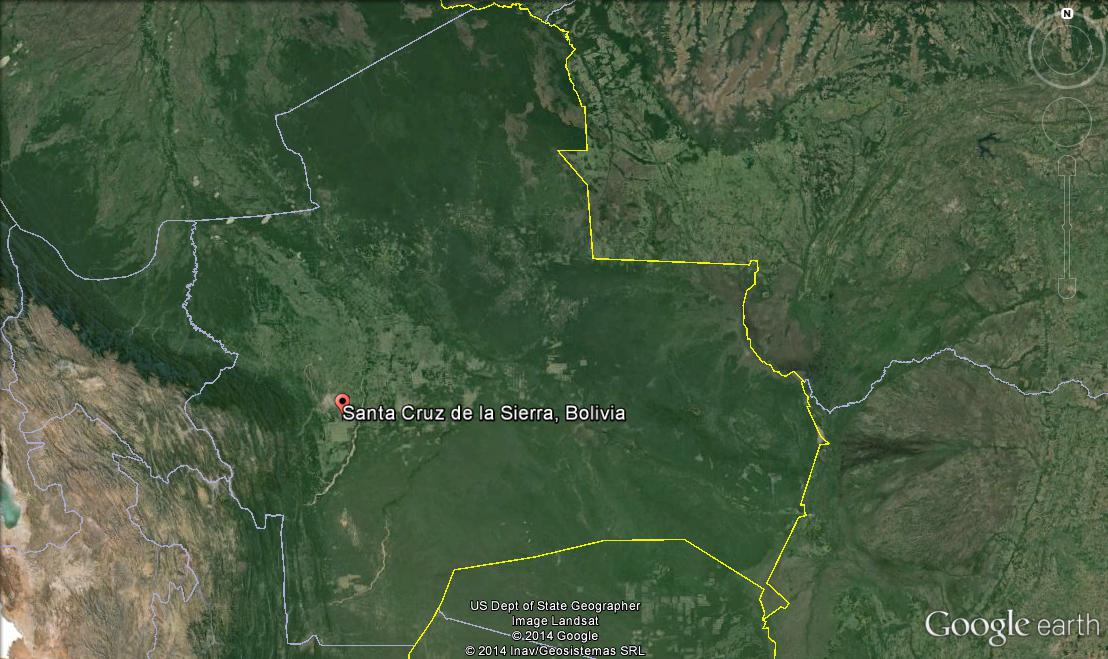 N
Santa Cruz de la Sierra, Bolivia
US Dept of State Geographer
Image Landsat
© 2014 Google
© 2014 Inav/Geosistemas SRL
Google earth